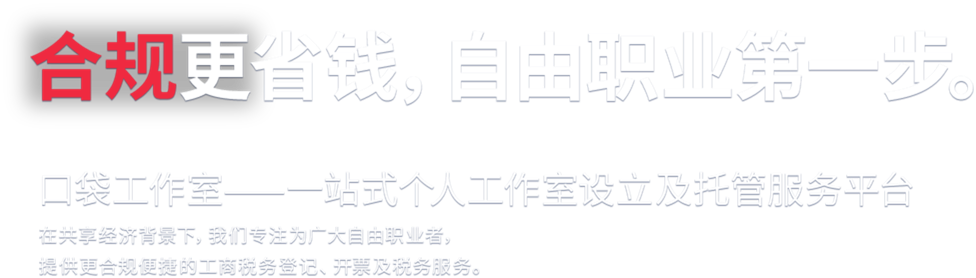 合规更省钱，自由职业第一步。
口袋工作室——一站式个人工作室设立及托管服务平台
在共享经济背景下，我们专注为广大自由职业者，
提供更合规便捷的工商税务登记、开票及税务服务。